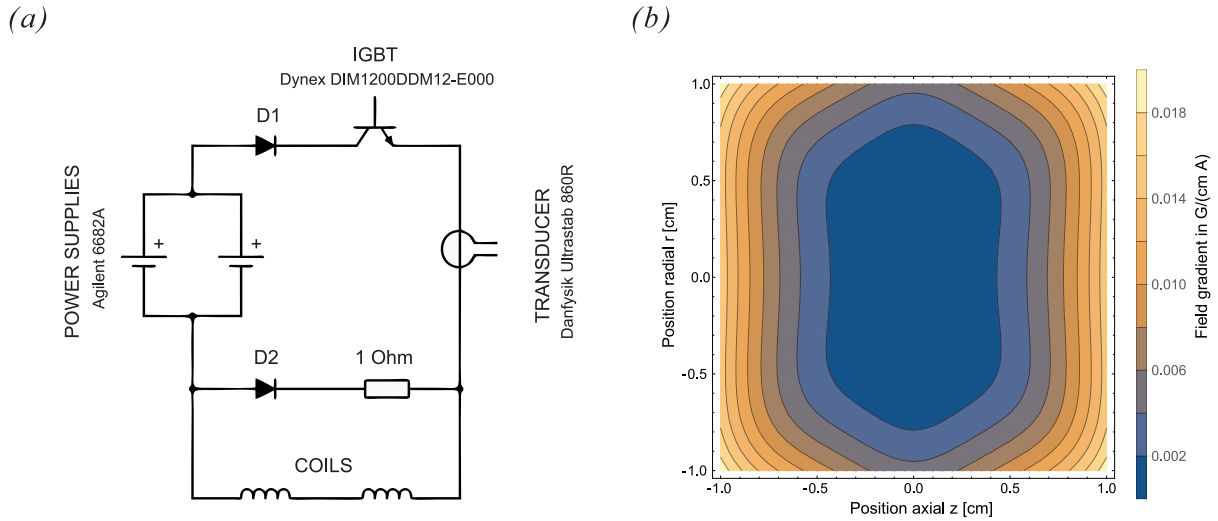 (a)
IGBT
Dynex DIM1200DDM12-E000
D1
POWER SUPPLIES
Agilent 6682A
+
+
TRANSDUCER
Danfysik Ultrastab 860R
D2
1 Ohm
COILS
(b)
1.0
0.5
0.0
-0.5
-1.0
Position radial r [cm]
-1.0
-0.5
0.0
0.5
1.0
Position axial z [cm]
0.018
0.014
0.010
0.006
0.002
Field gradient in G/(cm A)